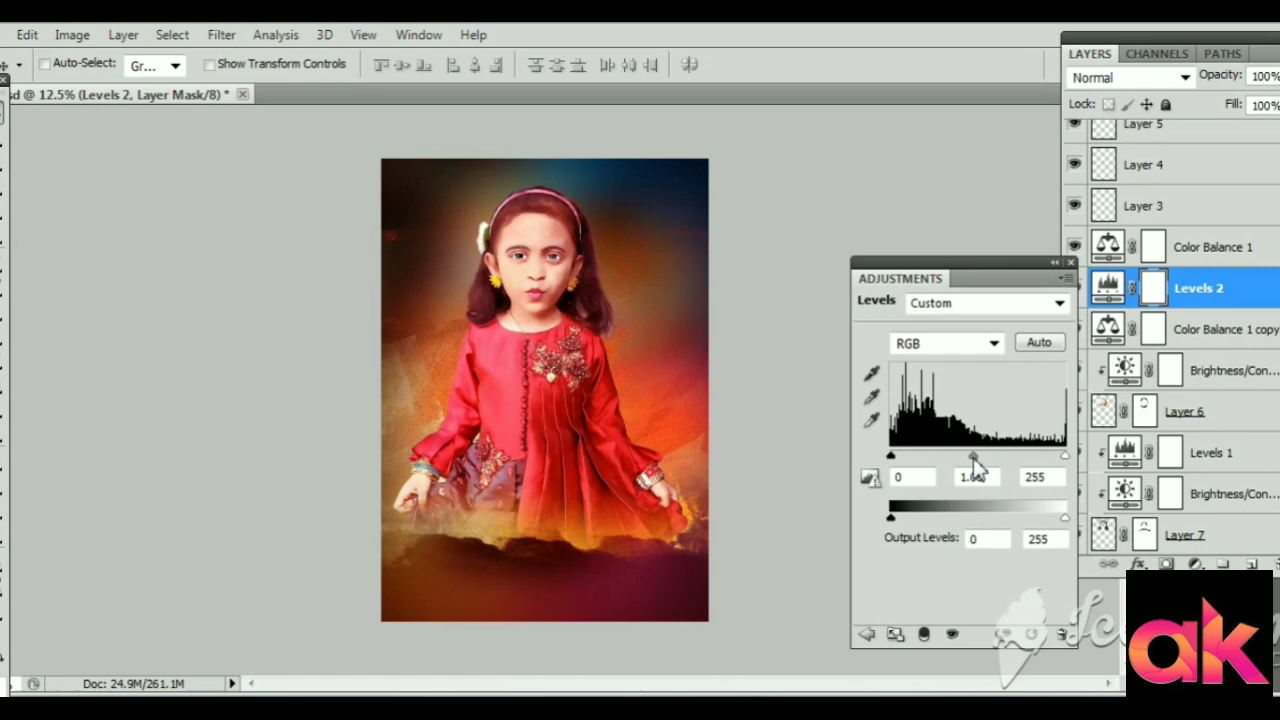 Edit Image Layer Select Filter Analysis 3D View Window Help
Auto-Select: Gr... Show Transform Controls
sd @ 12.5% (Levels 2, Layer Mask/8) *
LAYERS CHANNELS PATHS
Normal Opacity: 100%
Lock: Fill: 100%
Layer 5
Layer 4
Layer 3
Color Balance 1
Levels 2
Color Balance 1 copy
Brightness/Con...
Layer 6
Levels 1
Brightness/Con...
Layer 7
ADJUSTMENTS
Levels Custom
RGB Auto
0 255
Output Levels: 0 255
Doc: 24.9M/261.1M
ak